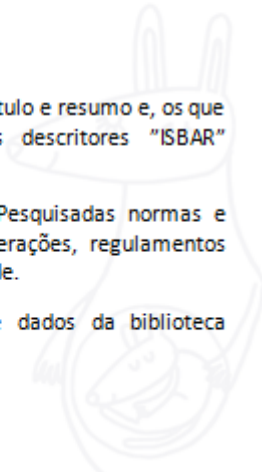 tulo e resumo e, os que
s descritores "ISBAR"
Pesquisadas normas e
erações, regulamentos
de.
e dados da biblioteca